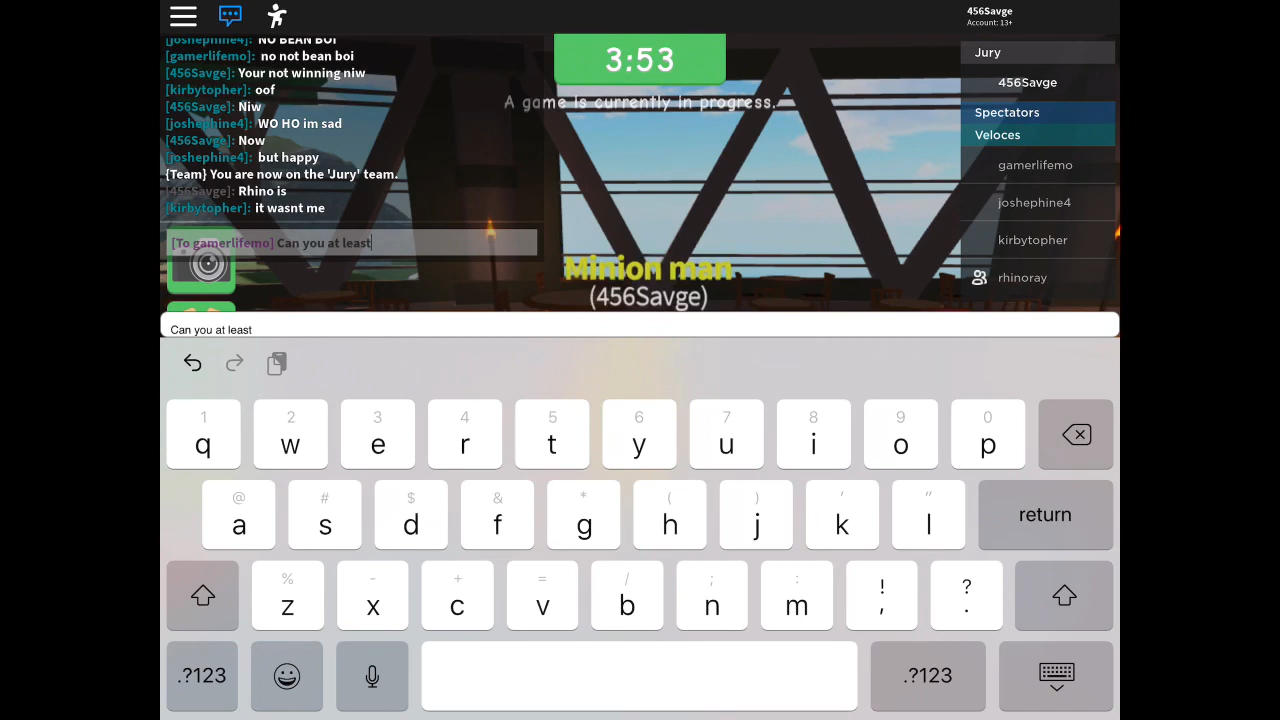 456Savge
Account: 13+
[joshephine4]: NO BEAN BOI
[gamerlifemo]: no not bean boi
[456Savge]: Your not winning niw
[kirbytopher]: oof
[456Savge]: Niw
[joshephine4]: WO HO im sad
[456Savge]: Now
[joshephine4]: but happy
{Team} You are now on the 'Jury' team.
[456Savge]: Rhino is
[kirbytopher]: it wasnt me
[To gamerlifemo] Can you at least
3:53
A game is currently in progress.
Minion man
(456Savge)
Jury
456Savge
Spectators
Veloces
gamerlifemo
joshephine4
kirbytopher
rhinoray
Can you at least
1 2 3 4 5 6 7 8 9 0
q w e r t y u i o p
@ # $ & * ( ) ' "
a s d f g h j k l return
% - + = / ; : ! ?
z x c v b n m , .
.?123 .?123